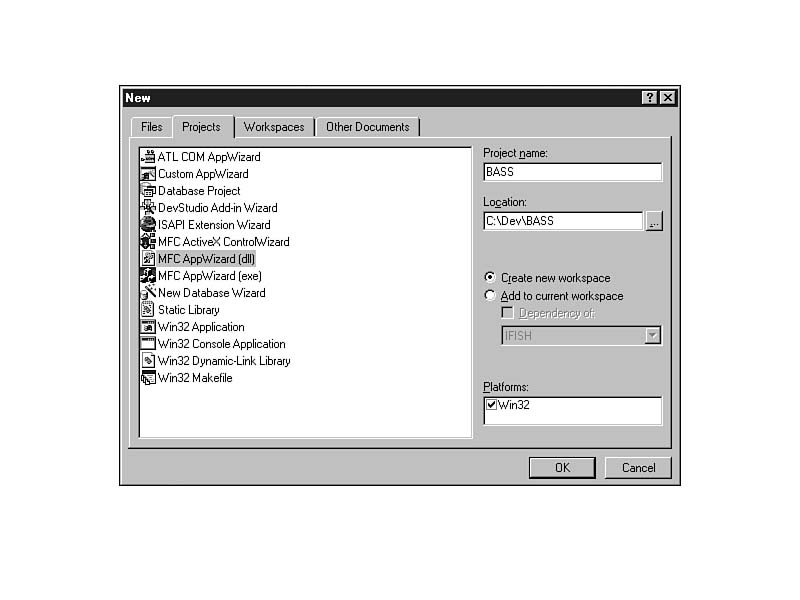 New
Files Projects Workspaces Other Documents
ATL COM AppWizard
Custom AppWizard
Database Project
DevStudio Add-in Wizard
ISAPI Extension Wizard
MFC ActiveX ControlWizard
MFC AppWizard (dll)
MFC AppWizard (exe)
New Database Wizard
Static Library
Win32 Application
Win32 Console Application
Win32 Dynamic-Link Library
Win32 Makefile
Project name:
BASS
Location:
C:\Dev\BASS
...
Create new workspace
Add to current workspace
Dependency of:
IFISH
Platforms:
Win32
OK Cancel